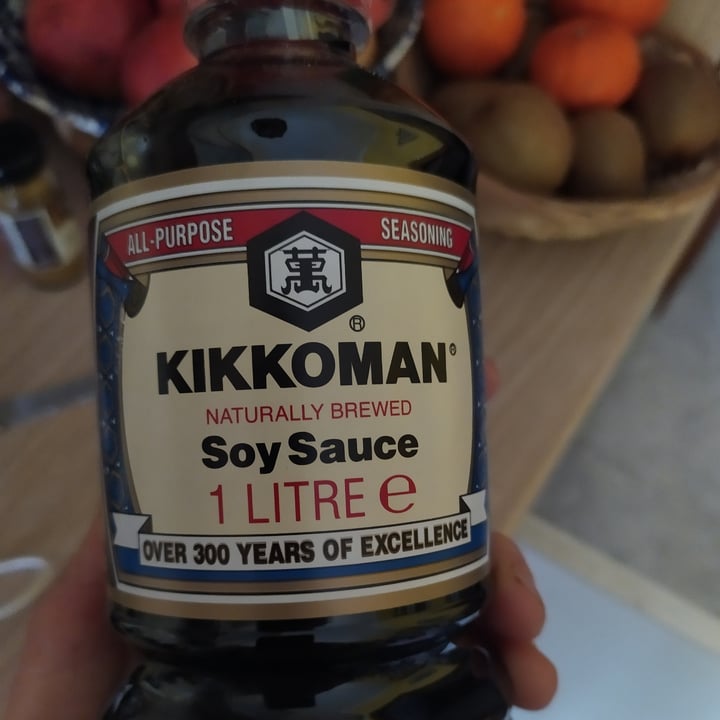 ALL-PURPOSE SEASONING
萬
®
KIKKOMAN®
NATURALLY BREWED
Soy Sauce
1 LITRE ℮
OVER 300 YEARS OF EXCELLENCE